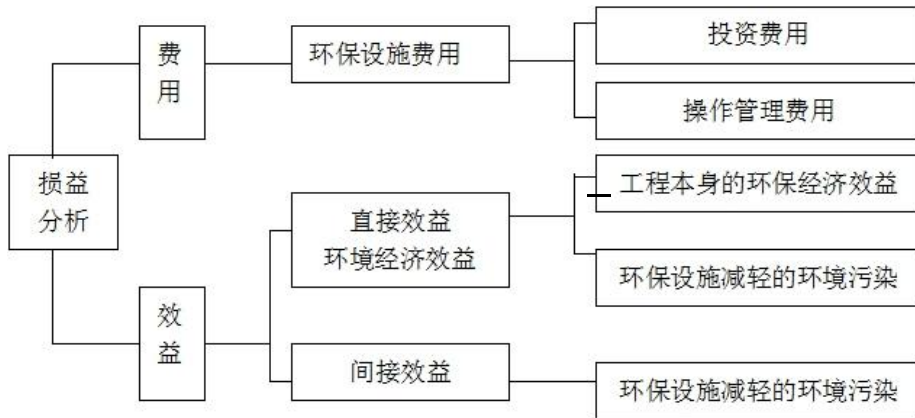 费
用
环保设施费用
投资费用
操作管理费用
损益
分析
工程本身的环保经济效益
直接效益
环境经济效益
环保设施减轻的环境污染
效
益
间接效益
环保设施减轻的环境污染